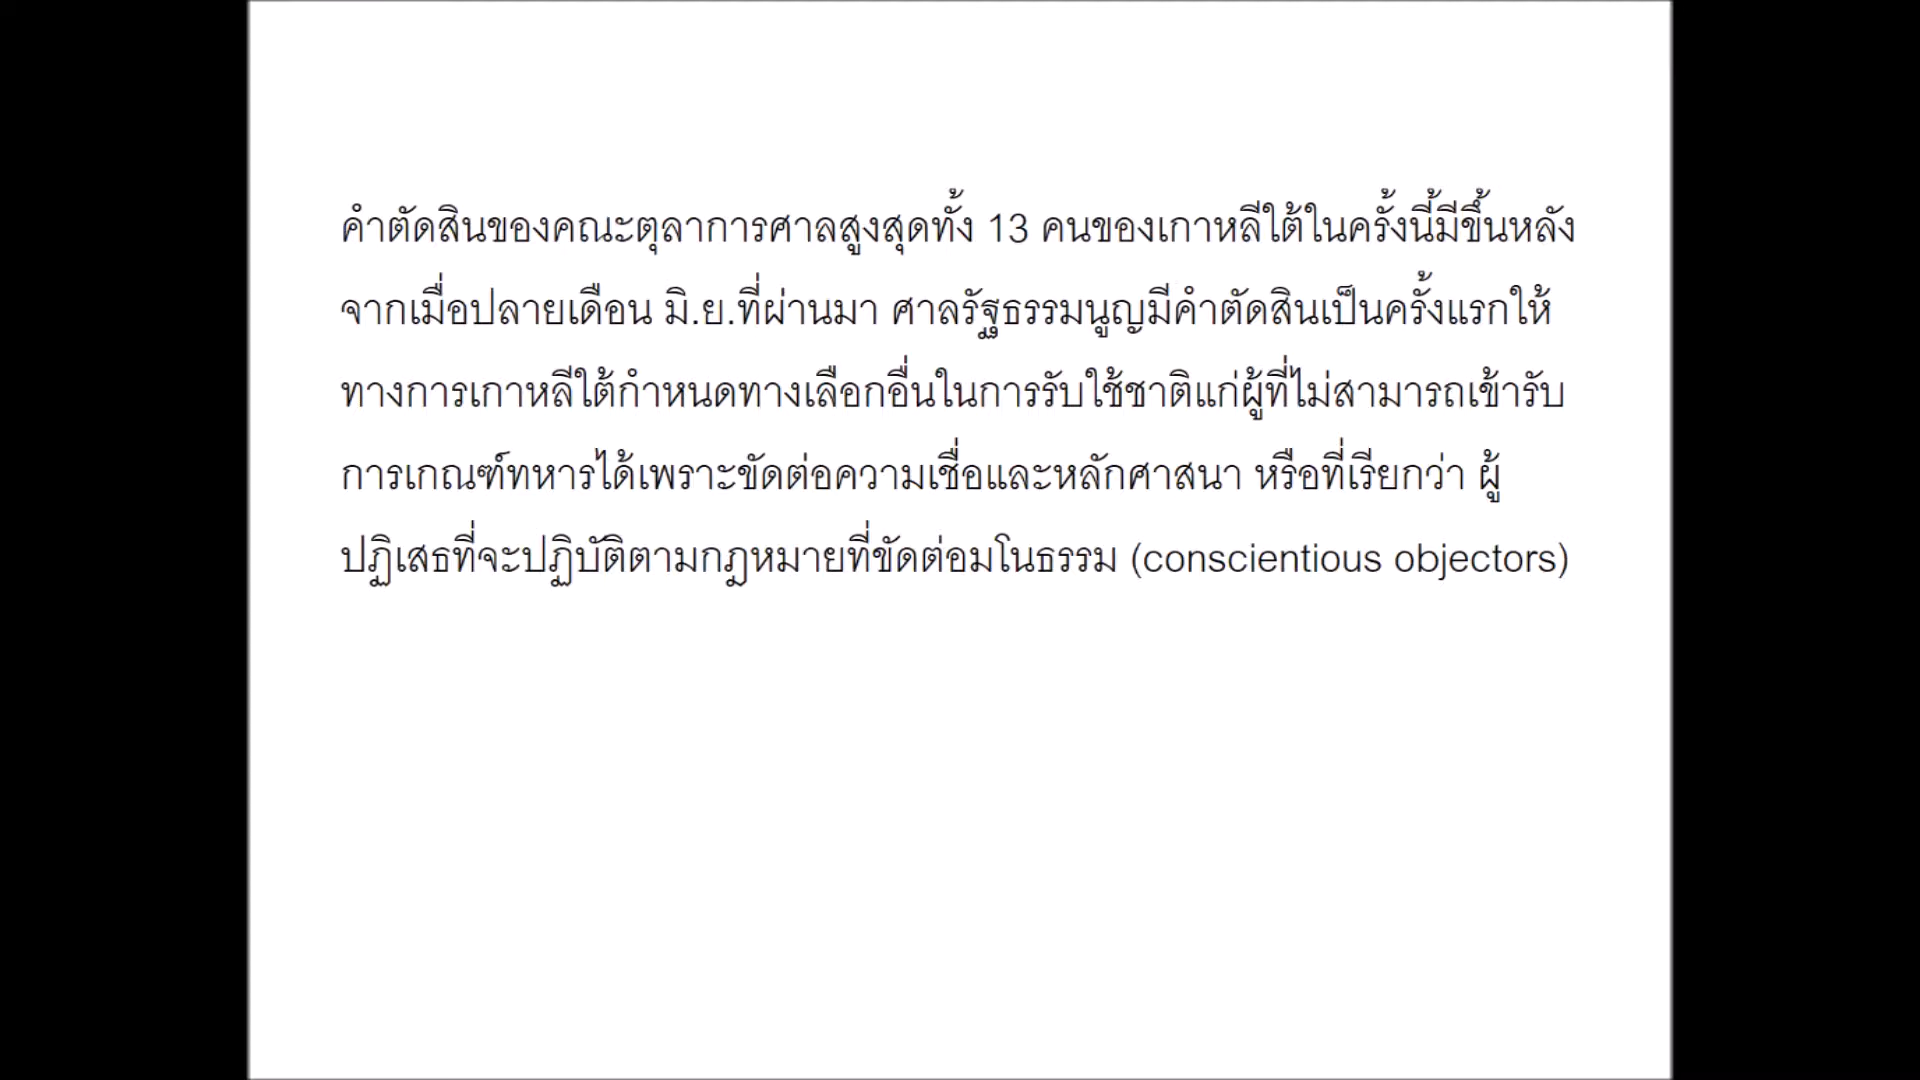 คำตัดสินของคณะตุลาการศาลสูงสุดทั้ง 13 คนของเกาหลีใต้ในครั้งนี้มีขึ้นหลัง
จากเมื่อปลายเดือน มิ.ย.ที่ผ่านมา ศาลรัฐธรรมนูญมีคำตัดสินเป็นครั้งแรกให้
ทางการเกาหลีใต้กำหนดทางเลือกอื่นในการรับใช้ชาติแก่ผู้ที่ไม่สามารถเข้ารับ
การเกณฑ์ทหารได้เพราะขัดต่อความเชื่อและหลักศาสนา หรือที่เรียกว่า ผู้
ปฏิเสธที่จะปฏิบัติตามกฎหมายที่ขัดต่อมโนธรรม (conscientious objectors)